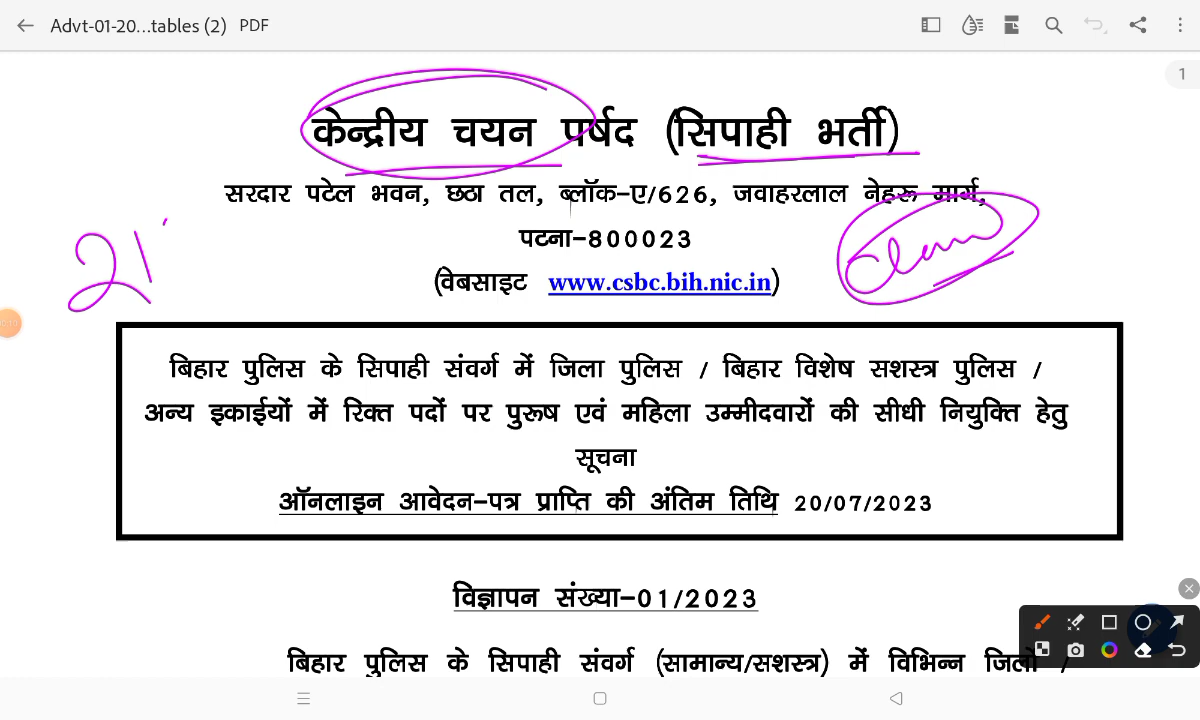 Advt-01-20…tables (2) PDF
1
केन्द्रीय चयन पर्षद (सिपाही भर्ती)
सरदार पटेल भवन, छठा तल, ब्लॉक-ए/626, जवाहरलाल नेहरू मार्ग,
पटना-800023
(वेबसाइट www.csbc.bih.nic.in)
21
बिहार पुलिस के सिपाही संवर्ग में जिला पुलिस / बिहार विशेष सशस्त्र पुलिस /
अन्य इकाईयों में रिक्त पदों पर पुरूष एवं महिला उम्मीदवारों की सीधी नियुक्ति हेतु
सूचना
ऑनलाइन आवेदन-पत्र प्राप्ति की अंतिम तिथि 20/07/2023
विज्ञापन संख्या-01/2023
बिहार पुलिस के सिपाही संवर्ग (सामान्य/सशस्त्र) में विभिन्न जिलों /